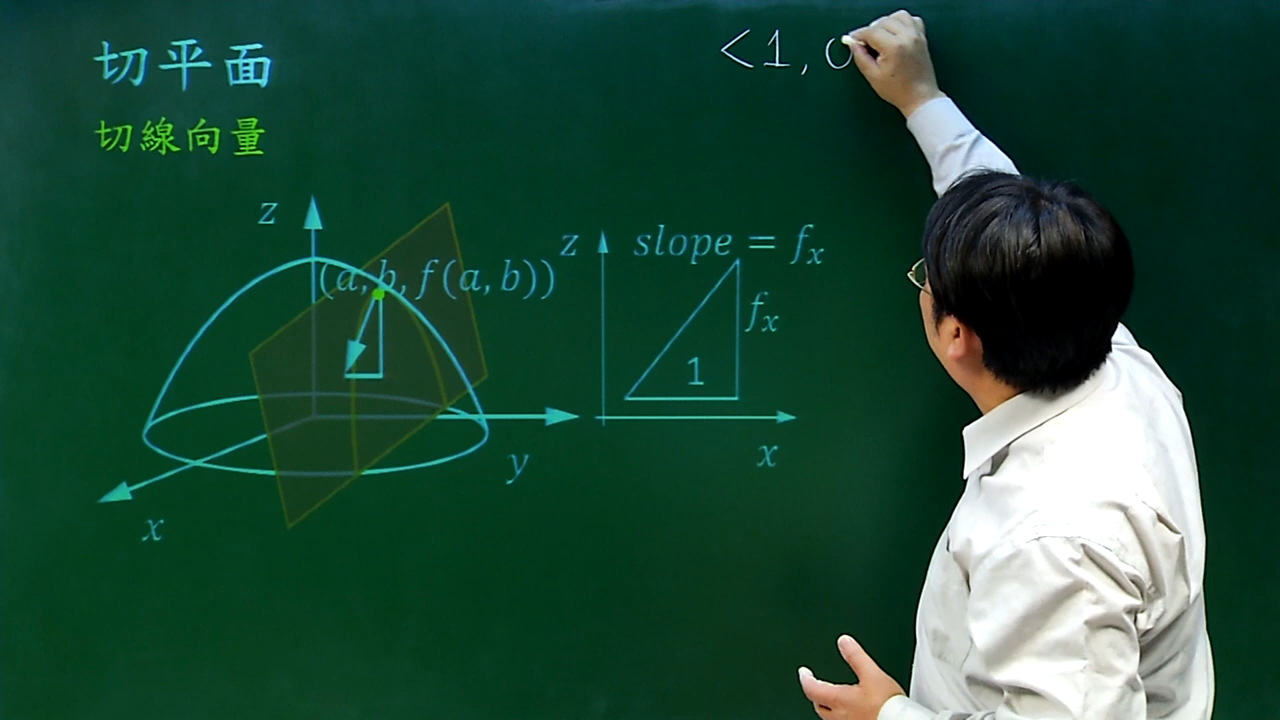 切平面
切線向量
<1, 0
z
(a, b, f(a, b))
x
y
z
slope = fₓ
fₓ
1
x